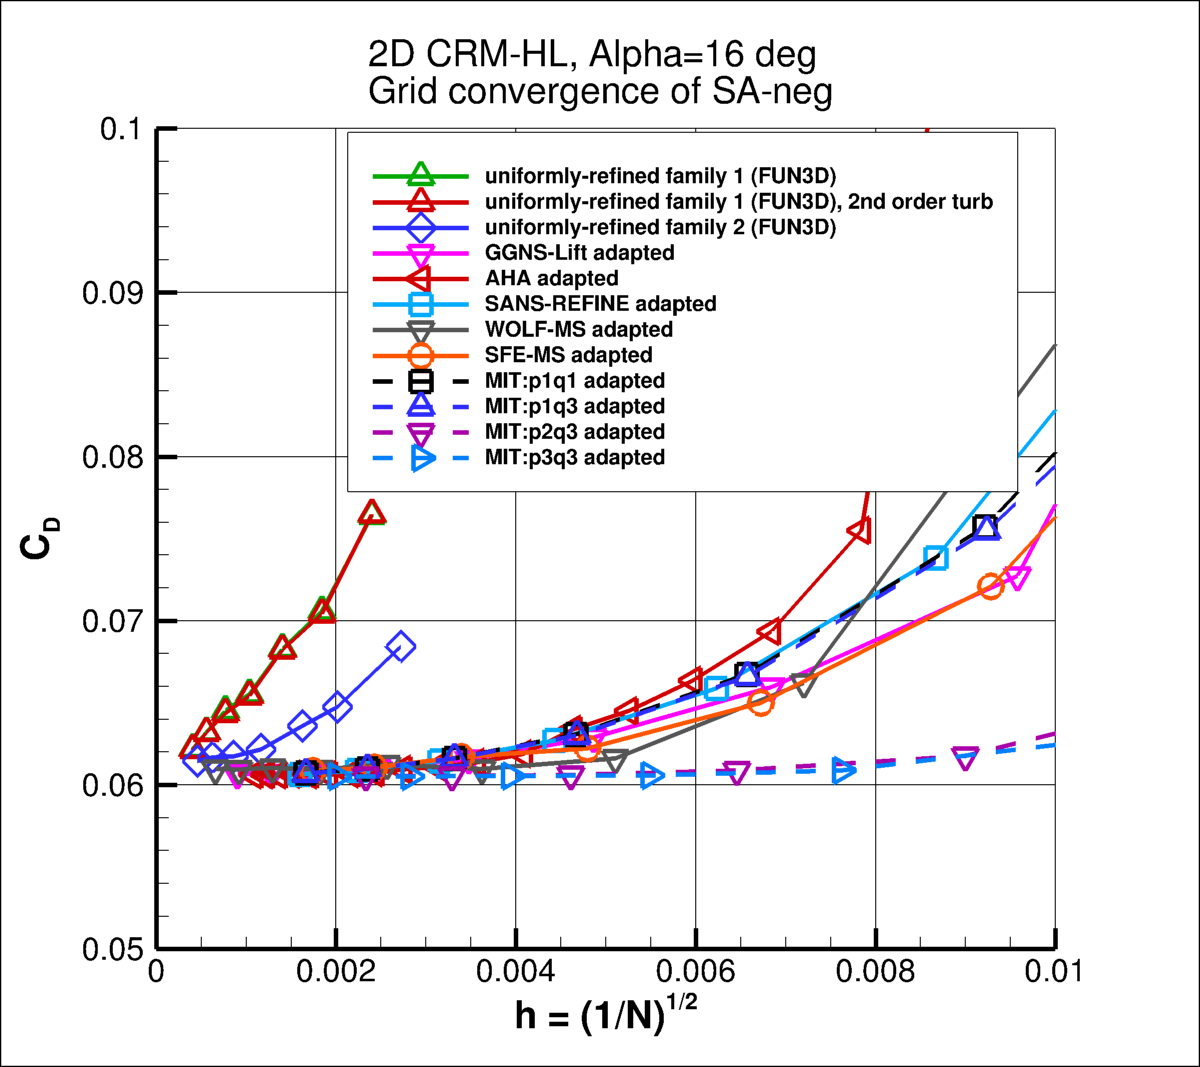 2D CRM-HL, Alpha=16 deg
Grid convergence of SA-neg
0.1
0.09
0.08
0.07
0.06
0.05
C_D
uniformly-refined family 1 (FUN3D)
uniformly-refined family 1 (FUN3D), 2nd order turb
uniformly-refined family 2 (FUN3D)
GGNS-Lift adapted
AHA adapted
SANS-REFINE adapted
WOLF-MS adapted
SFE-MS adapted
MIT:p1q1 adapted
MIT:p1q3 adapted
MIT:p2q3 adapted
MIT:p3q3 adapted
0 0.002 0.004 0.006 0.008 0.01
h = (1/N)^1/2